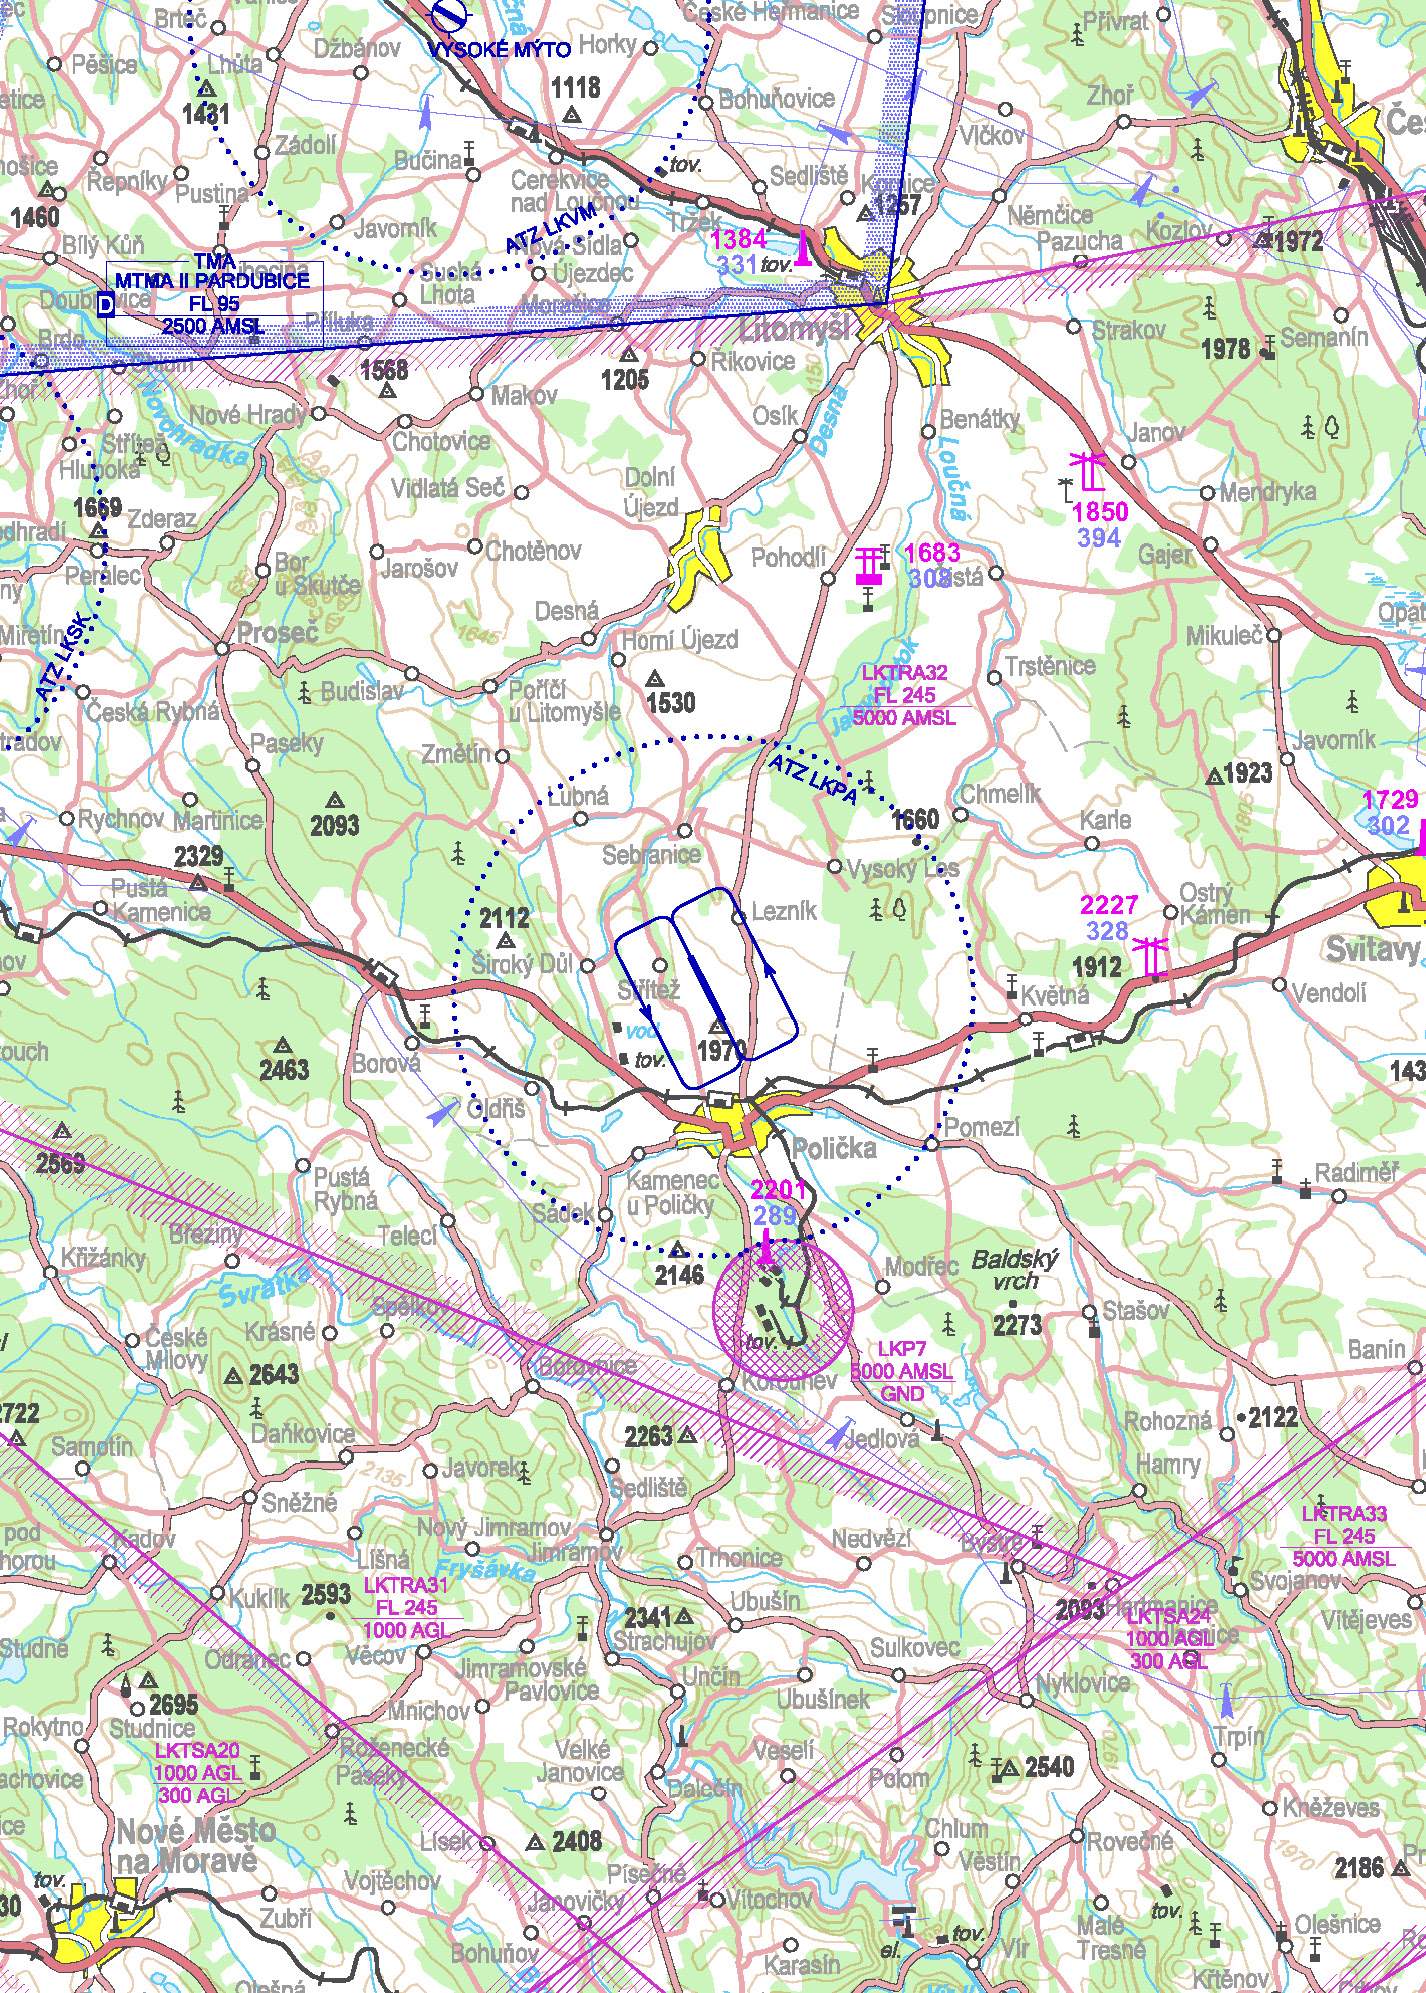 Brteč
České Heřmanice
Přívrat
Pěšice
Lhůta
Džbánov
VYSOKÉ MÝTO
Horky
1431
1118
Bohuňovice
Vlčkov
Zhoř
Zádolí
Bučina
Řepníky
Pustina
Cerekvice
nad Loučnou
tov.
Sedliště
1257
1460
Javorník
ATZ LKVM
Tržek
Němčice
Bílý Kůň
Újezdec
1384
331
tov.
Pazucha
Kozlov
1972
TMA
MTMA II PARDUBICE
FL 95
2500 AMSL
D
Suchá
Lhota
Morašice
Litomyšl
Strakov
Semanín
Příluka
1978
1568
1205
Řikovice
Makov
Nové Hrady
Chotovice
Osík
Desná
Benátky
Janov
Novohradka
Střítež
Hluboká
Vidlatá Seč
Dolní
Újezd
Loučná
Mendryka
1669
Zderaz
1850
394
Perálec
Jarošov
Chotěnov
Pohodlí
1683
308
Gajer
Bor
u Skutče
Proseč
Desná
1645
Horní Újezd
Mikuleč
ATZ LKSK
Budislav
Poříčí
u Litomyšle
1530
LKTRA32
FL 245
5000 AMSL
Trstěnice
Česká Rybná
Paseky
Změtín
Javorník
ATZ LKPA
1923
Rychnov
Martinice
2093
Lubná
Chmelík
Karle
1729
302
1660
2329
Sebranice
Vysoký Les
Pustá
Kamenice
2112
Lezník
2227
328
Ostrý
Kámen
Široký Důl
Střítež
1912
Svitavy
Květná
Vendolí
vod
tov.
1970
2463
Borová
Oldřiš
Polička
Pomezí
2569
Pustá
Rybná
Kamenec
u Poličky
2201
289
Radiměř
Křižánky
Březiny
Telecí
Sádek
2146
Modřec
Baldský
vrch
2273
Svratka
Stašov
České
Milovy
Krásné
tov.
LKP7
5000 AMSL
GND
Banín
2643
Borovnice
Korouhev
2722
Samotín
Daňkovice
2135
Javorek
2263
Jedlová
Rohozná
2122
Hamry
Sněžné
Sedliště
Kadov
Líšná
Nový Jimramov
Jimramov
Fryšávka
Trhonice
Nedvězí
LKTRA33
FL 245
5000 AMSL
Kuklík
2593
LKTRA31
FL 245
1000 AGL
Ubušín
2093
Svojanov
Vítějeves
2341
Strachujov
LKTSA24
1000 AGL
300 AGL
Studně
Odranec
Věcov
Jimramovské
Pavlovice
Unčín
Sulkovec
Ubušínek
Nyklovice
2695
Rokytno
Studnice
Mnichov
LKTSA20
1000 AGL
300 AGL
Roženecké
Paseky
Velké
Janovice
Dalečín
Veselí
Polom
2540
Trpín
1970
Nové Město
na Moravě
Lísek
2408
Chlum
Rovečné
Kněževes
1970
tov.
Vojtěchov
Písečné
Věstín
2186
Zubří
Janovičky
Vítochov
Malé
Tresné
tov.
Olešnice
Bohuňov
Karasín
el.
tov.
Vír
Křtěnov
Olešná